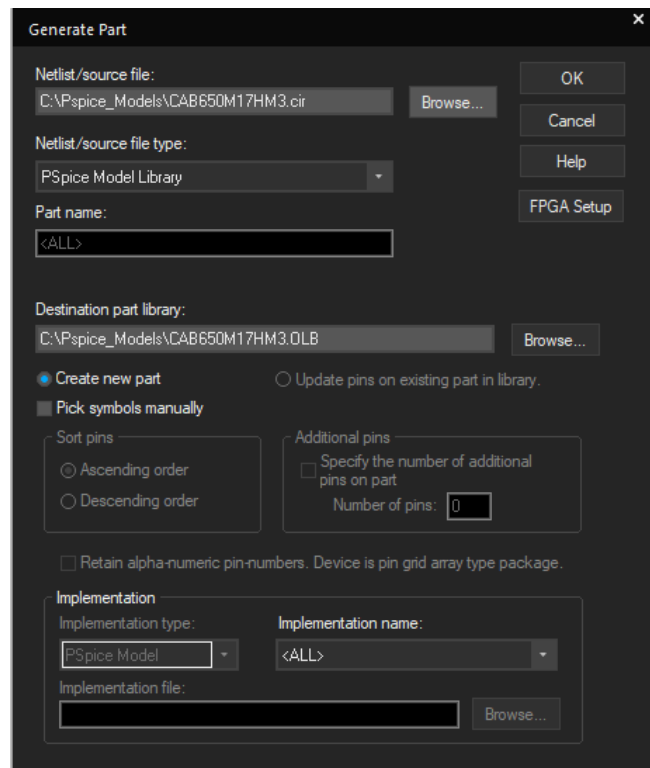 Generate Part
Netlist/source file:
C:\Pspice_Models\CAB650M17HM3.cir
Browse...
OK
Cancel
Netlist/source file type:
Help
PSpice Model Library
FPGA Setup
Part name:
<ALL>
Destination part library:
C:\Pspice_Models\CAB650M17HM3.OLB
Browse...
Create new part
Update pins on existing part in library.
Pick symbols manually
Sort pins
Ascending order
Descending order
Additional pins
Specify the number of additional
pins on part
Number of pins: 0
Retain alpha-numeric pin-numbers. Device is pin grid array type package.
Implementation
Implementation type:
PSpice Model
Implementation name:
<ALL>
Implementation file:
Browse...